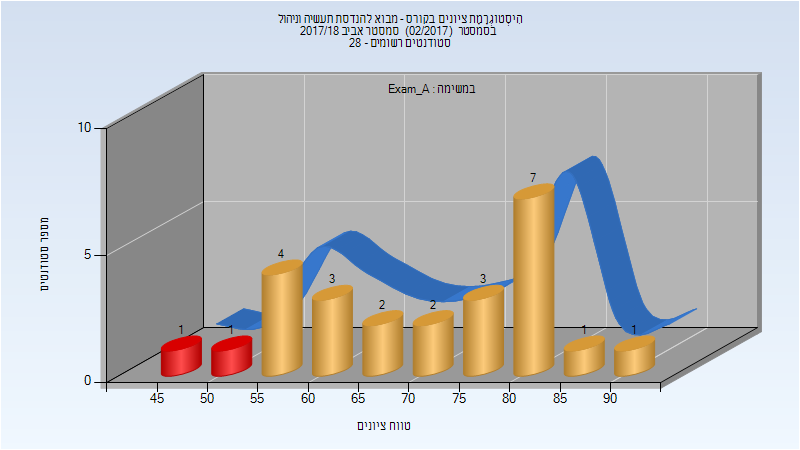 היסטוגרמת ציונים בקורס - מבוא להנדסת תעשיה וניהול
בסמסטר (02/2017) סמסטר אביב 2017/18
סטודנטים רשומים - 28
במשימה : Exam_A
מספר סטודנטים
10
5
0
1
1
4
3
2
2
3
7
1
1
45 50 55 60 65 70 75 80 85 90
טווח ציונים